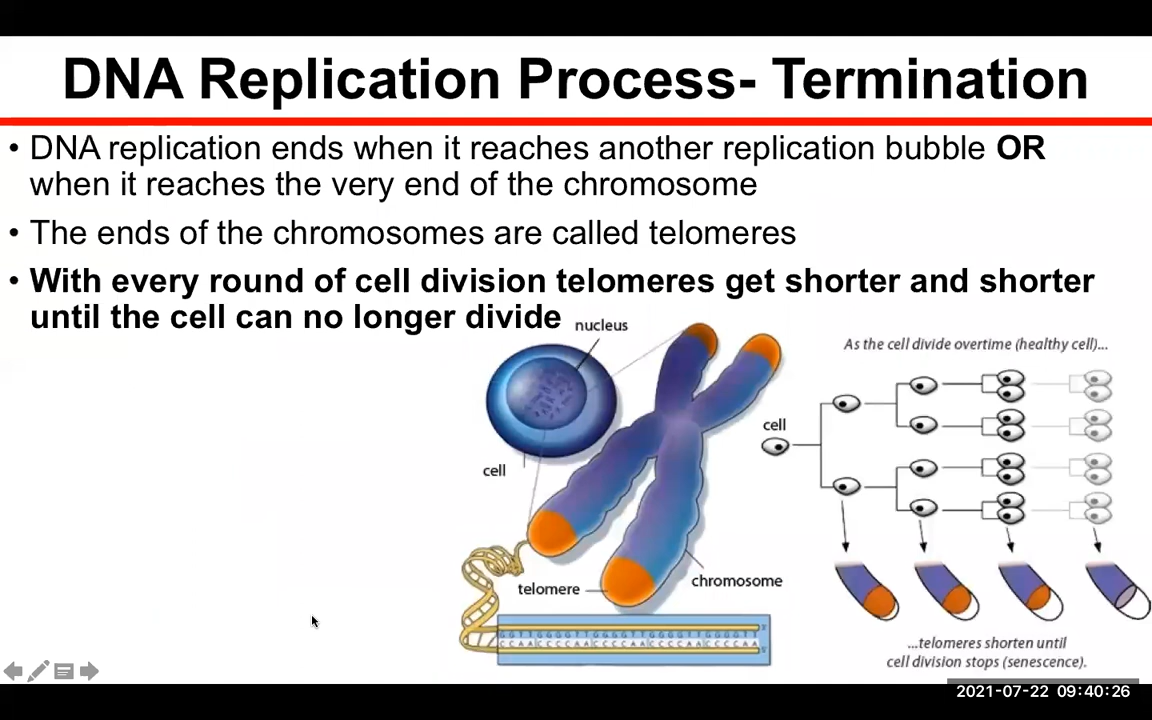 DNA Replication Process- Termination
• DNA replication ends when it reaches another replication bubble OR
when it reaches the very end of the chromosome
• The ends of the chromosomes are called telomeres
• With every round of cell division telomeres get shorter and shorter
until the cell can no longer divide
nucleus
cell
telomere
chromosome
As the cell divide overtime (healthy cell)...
cell
...telomeres shorten until
cell division stops (senescence).
2021-07-22 09:40:26